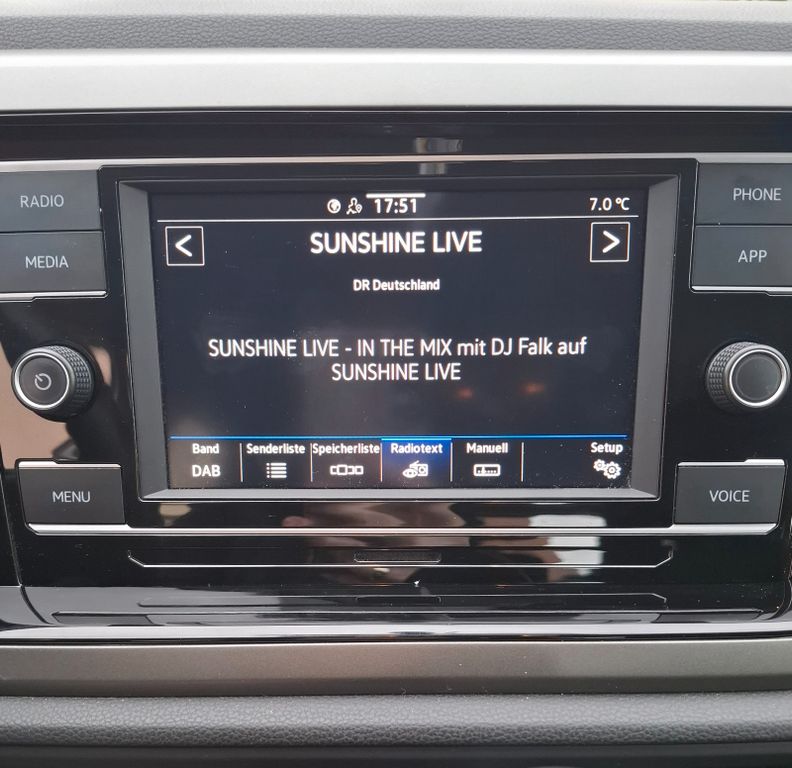 RADIO
MEDIA
MENU
17:51
7.0 °C
< SUNSHINE LIVE >
DR Deutschland
SUNSHINE LIVE - IN THE MIX mit DJ Falk auf
SUNSHINE LIVE
Band Senderliste Speicherliste Radiotext Manuell Setup
DAB
PHONE
APP
VOICE